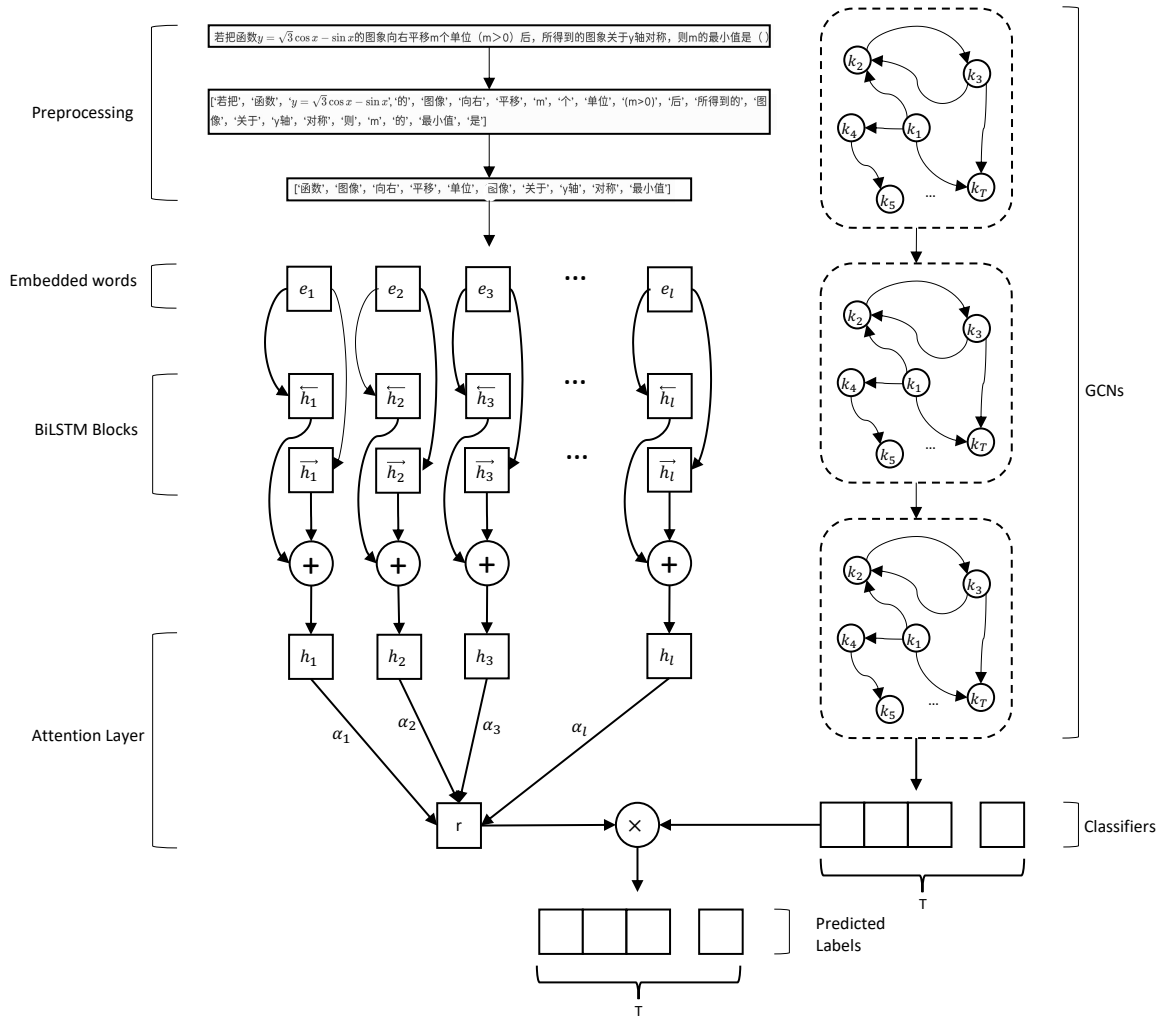 若把函数y = √3 cos x − sin x的图象向右平移m个单位（m＞0）后，所得到的图象关于y轴对称，则m的最小值是（ ）
Preprocessing
['若把', '函数', 'y = √3 cos x − sin x', '的', '图像', '向右', '平移', 'm', '个', '单位', '(m>0)', '后', '所得到的', '图
像', '关于', 'y轴', '对称', '则', 'm', '的', '最小值', '是']
['函数', '图像', '向右', '平移', '单位', '图像', '关于', 'y轴', '对称', '最小值']
Embedded words
e₁ e₂ e₃ ... eₗ
BiLSTM Blocks
←h₁ ←h₂ ←h₃ ... ←hₗ
→h₁ →h₂ →h₃ ... →hₗ
+ + + +
Attention Layer
h₁ h₂ h₃ hₗ
α₁ α₂ α₃ αₗ
r
×
k₂ k₃
k₄ k₁
k₅ ... k_T
k₂ k₃
k₄ k₁
k₅ ... k_T
k₂ k₃
k₄ k₁
k₅ ... k_T
GCNs
Classifiers
T
Predicted
Labels
T